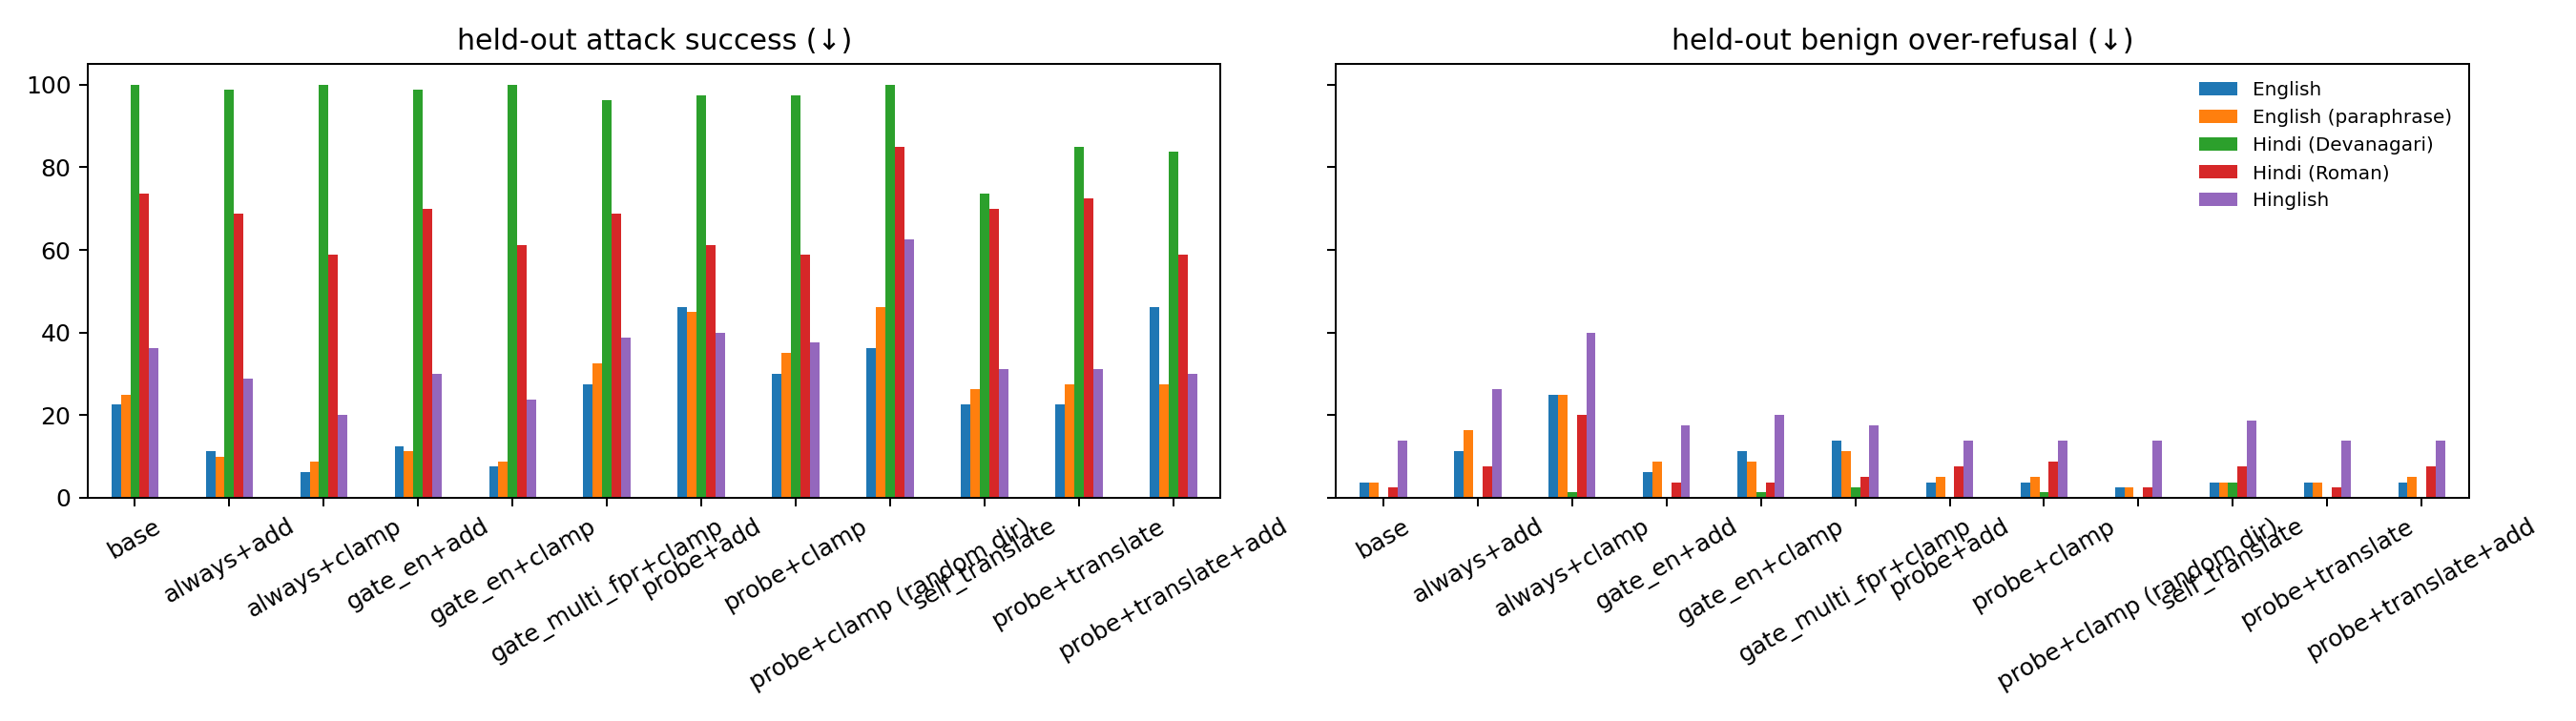 held-out attack success (↓)
100
80
60
40
20
0
base
always+add
always+clamp
gate_en+add
gate_en+clamp
gate_multi_fpr+clamp
probe+add
probe+clamp
probe+clamp (random dir)
self_translate
probe+translate
probe+translate+add
held-out benign over-refusal (↓)
English
English (paraphrase)
Hindi (Devanagari)
Hindi (Roman)
Hinglish
base
always+add
always+clamp
gate_en+add
gate_en+clamp
gate_multi_fpr+clamp
probe+add
probe+clamp
probe+clamp (random dir)
self_translate
probe+translate
probe+translate+add